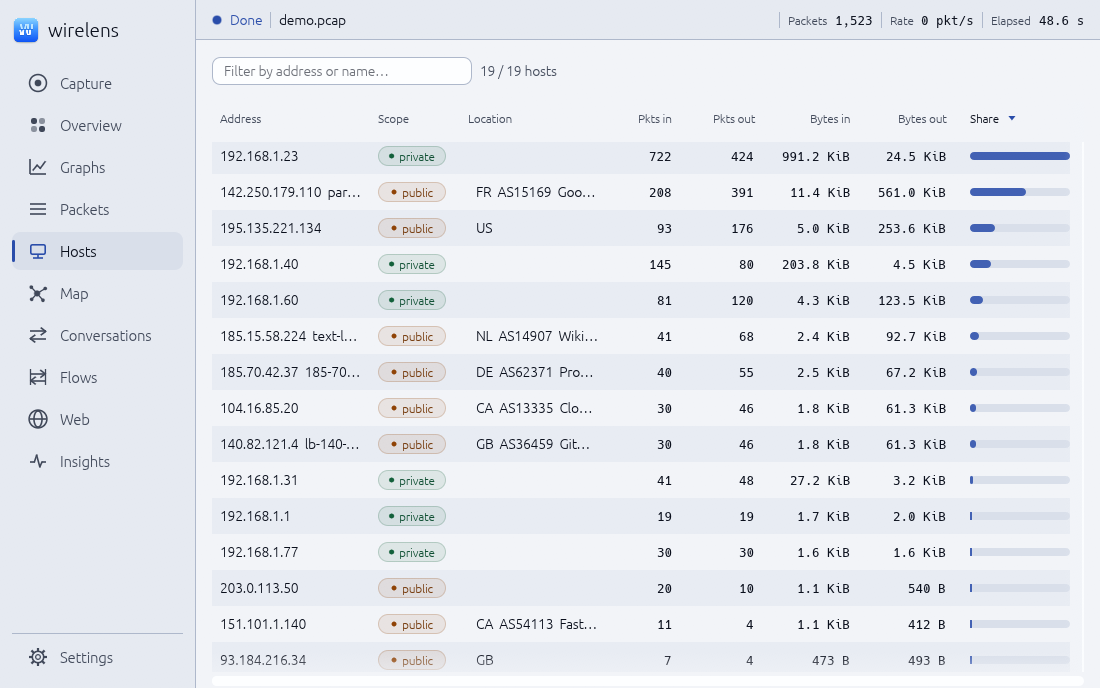 wirelens
Done demo.pcap Packets 1,523 Rate 0 pkt/s Elapsed 48.6 s
Capture
Overview
Graphs
Packets
Hosts
Map
Conversations
Flows
Web
Insights
Settings
Filter by address or name… 19 / 19 hosts
Address Scope Location Pkts in Pkts out Bytes in Bytes out Share
192.168.1.23 private 722 424 991.2 KiB 24.5 KiB
142.250.179.110 par… public FR AS15169 Goo… 208 391 11.4 KiB 561.0 KiB
195.135.221.134 public US 93 176 5.0 KiB 253.6 KiB
192.168.1.40 private 145 80 203.8 KiB 4.5 KiB
192.168.1.60 private 81 120 4.3 KiB 123.5 KiB
185.15.58.224 text-l… public NL AS14907 Wiki… 41 68 2.4 KiB 92.7 KiB
185.70.42.37 185-70… public DE AS62371 Pro… 40 55 2.5 KiB 67.2 KiB
104.16.85.20 public CA AS13335 Clo… 30 46 1.8 KiB 61.3 KiB
140.82.121.4 lb-140-… public GB AS36459 Git… 30 46 1.8 KiB 61.3 KiB
192.168.1.31 private 41 48 27.2 KiB 3.2 KiB
192.168.1.1 private 19 19 1.7 KiB 2.0 KiB
192.168.1.77 private 30 30 1.6 KiB 1.6 KiB
203.0.113.50 public 20 10 1.1 KiB 540 B
151.101.1.140 public CA AS54113 Fast… 11 4 1.1 KiB 412 B
93.184.216.34 public GB 7 4 473 B 493 B